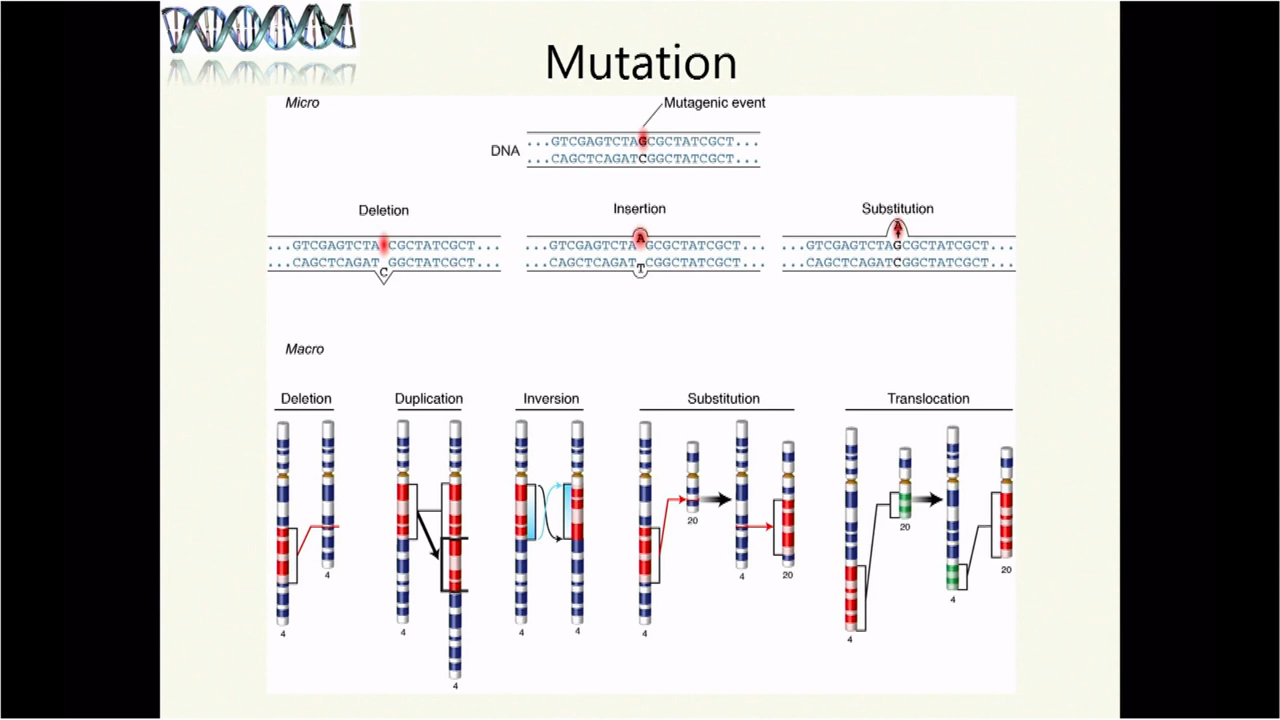 Mutation
Micro
Mutagenic event
DNA
...GTCGAGTCTAGCGCTATCGCT...
...CAGCTCAGATCGGCTATCGCT...
Deletion
Insertion
Substitution
...GTCGAGTCTA CGCTATCGCT...
...CAGCTCAGAT GGCTATCGCT...
C
A
...GTCGAGTCTA GCGCTATCGCT...
...CAGCTCAGAT CGGCTATCGCT...
T
A
...GTCGAGTCTAGCGCTATCGCT...
...CAGCTCAGATCGGCTATCGCT...
Macro
Deletion
Duplication
Inversion
Substitution
Translocation
4
4
4
4
4
4
4
20
4
20
4
20
4
20